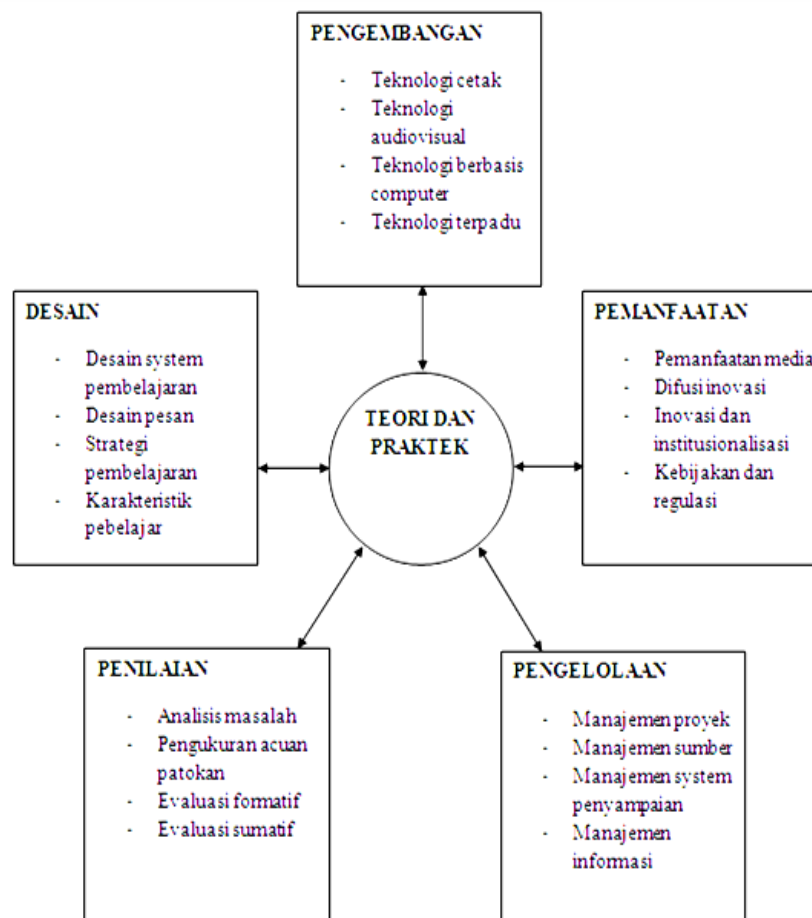 PENGEMBANGAN
- Teknologi cetak
- Teknologi
audiovisual
- Teknologi berbasis
computer
- Teknologi terpadu
DESAIN
- Desain system
pembelajaran
- Desain pesan
- Strategi
pembelajaran
- Karakteristik
pebelajar
TEORI DAN
PRAKTEK
PEMANFAATAN
- Pemanfaatan media
- Difusi inovasi
- Inovasi dan
institusionalisasi
- Kebijakan dan
regulasi
PENILAIAN
- Analisis masalah
- Pengukuran acuan
patokan
- Evaluasi formatif
- Evaluasi sumatif
PENGELOLAAN
- Manajemen proyek
- Manajemen sumber
- Manajemen system
penyampaian
- Manajemen
informasi